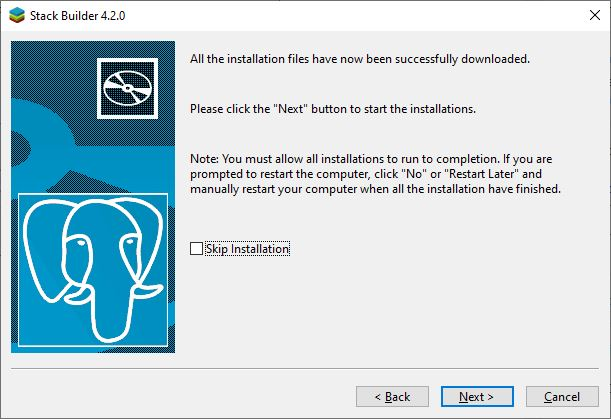 Stack Builder 4.2.0
All the installation files have now been successfully downloaded.
Please click the "Next" button to start the installations.
Note: You must allow all installations to run to completion. If you are
prompted to restart the computer, click "No" or "Restart Later" and
manually restart your computer when all the installation have finished.
Skip Installation
< Back
Next >
Cancel